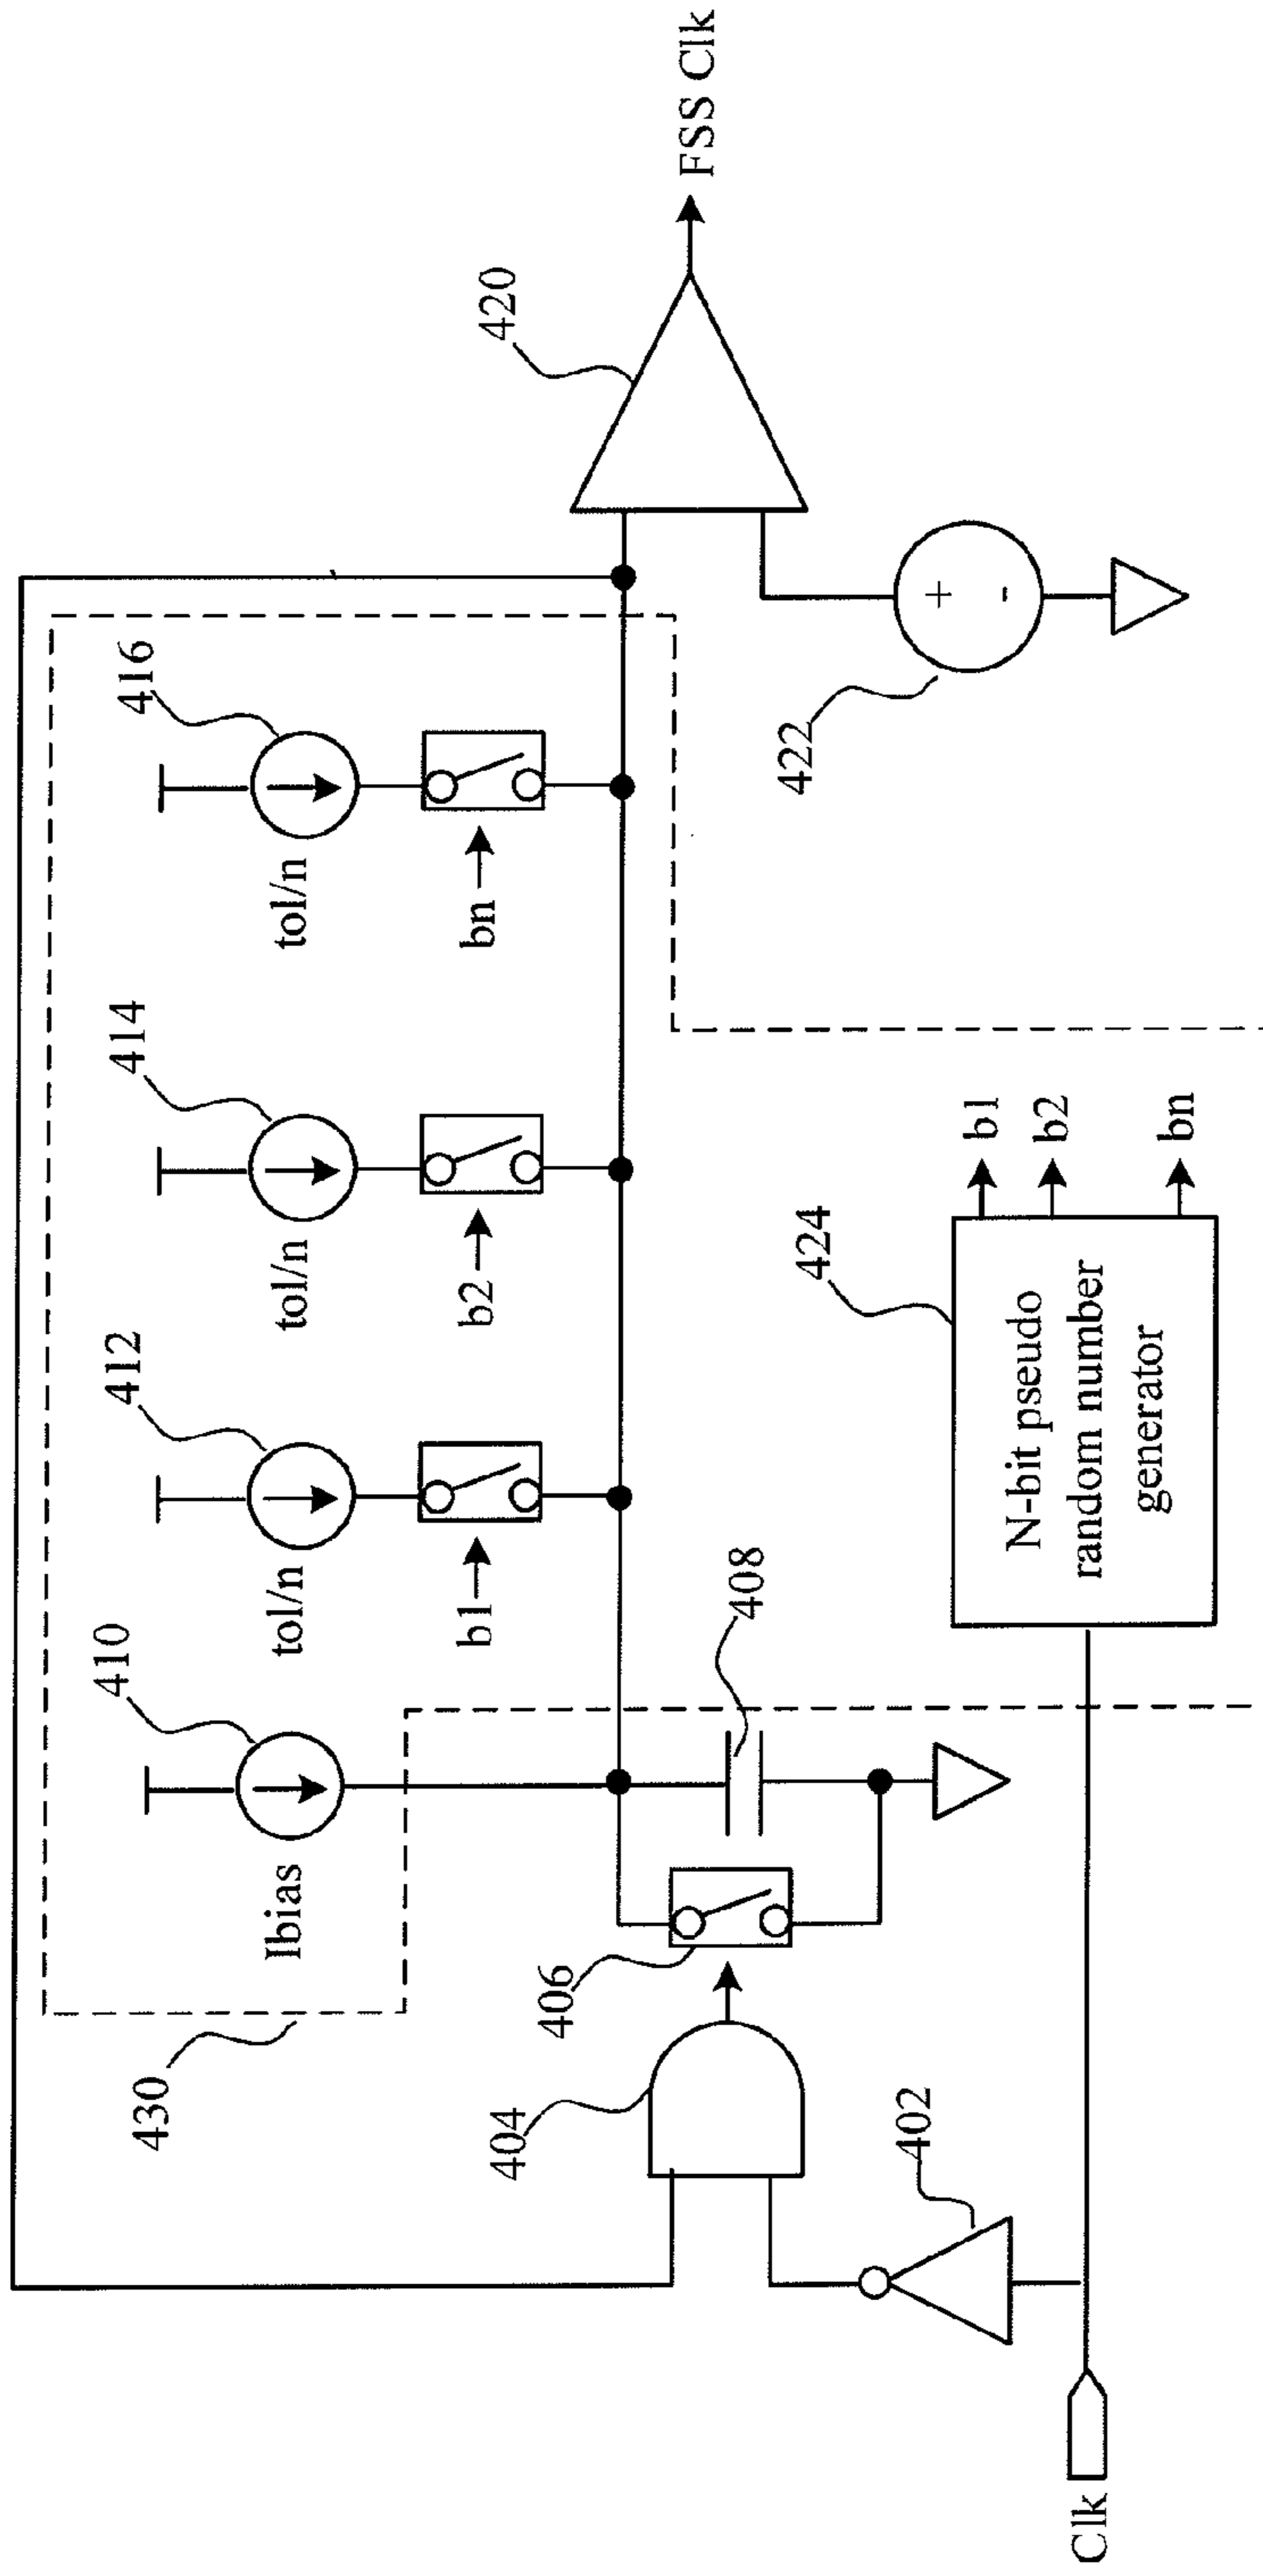 430
410
412
414
416
Ibias
tol/n
tol/n
tol/n
tol/n
b1
b2
bn
420
FSS Clk
404
406
408
422
+
-
402
424
N-bit pseudo
random number
generator
b1
b2
bn
Clk